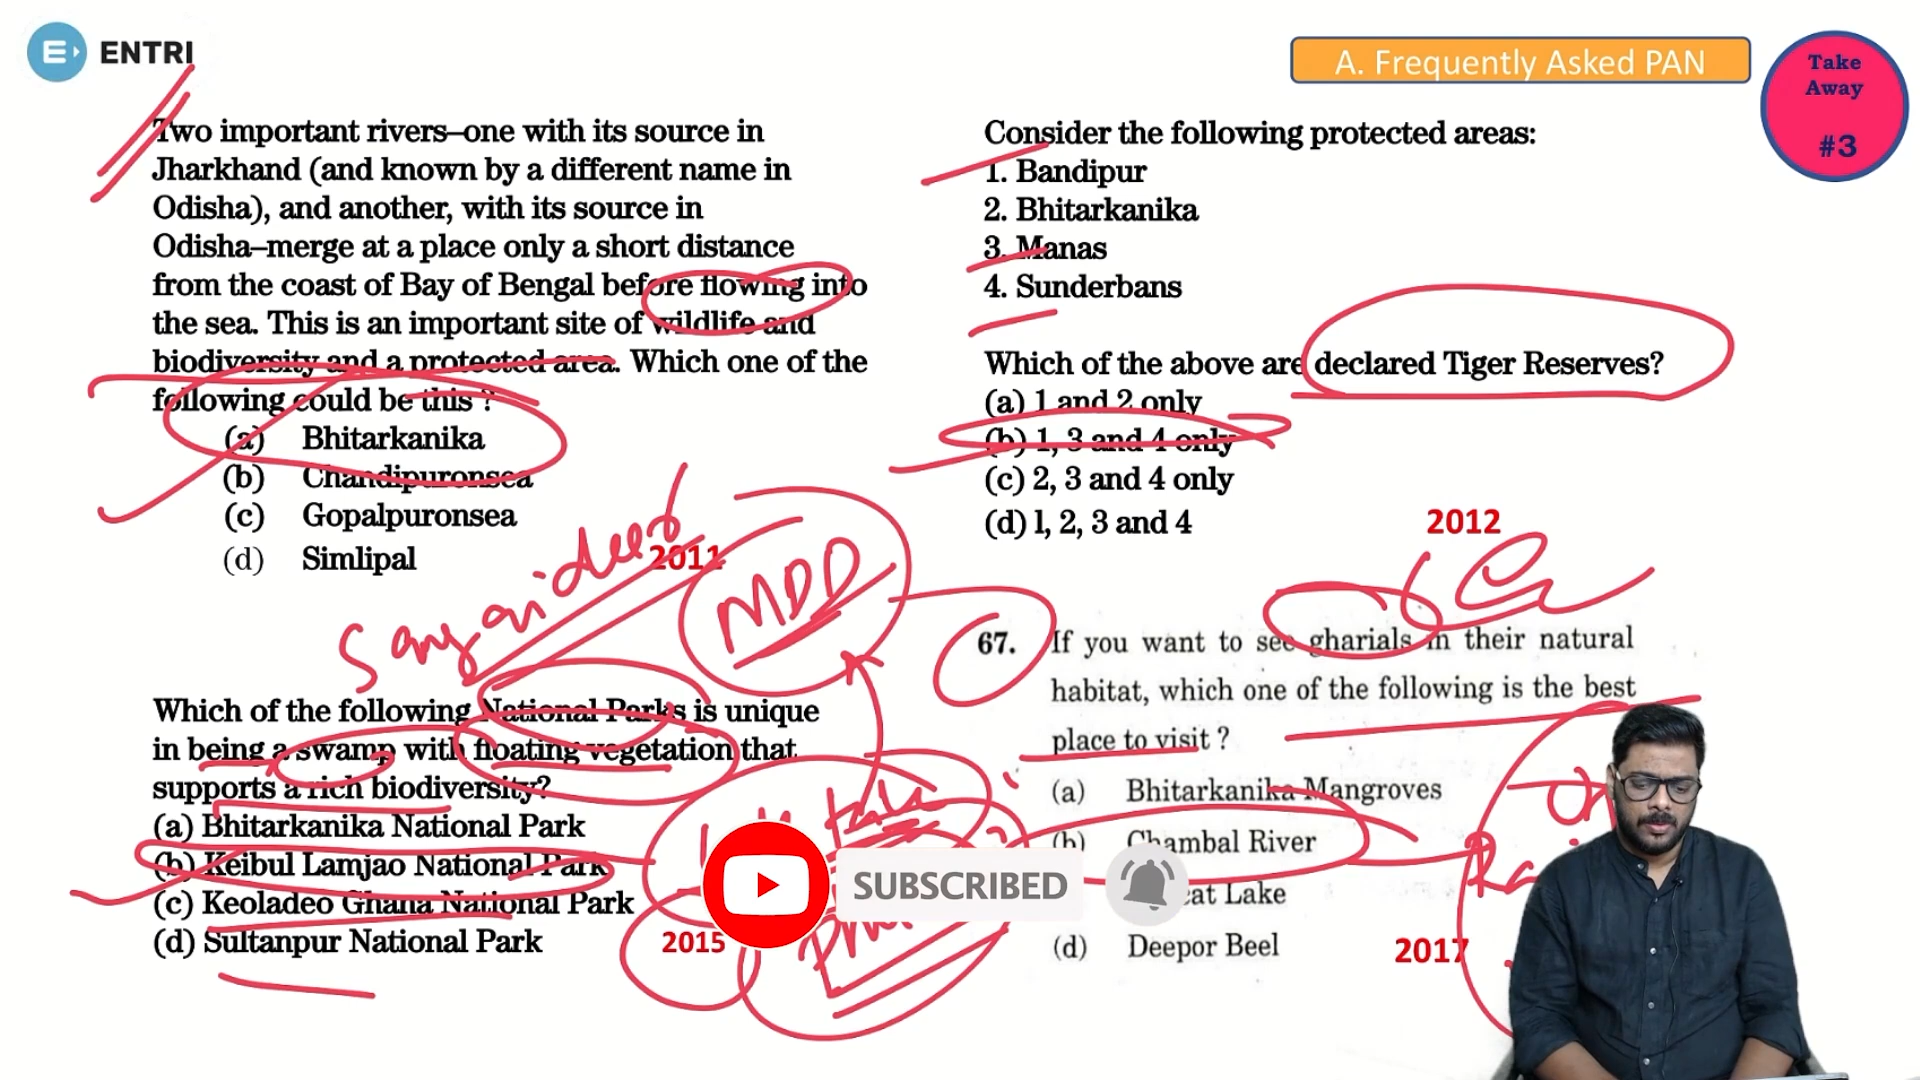 ENTRI
A. Frequently Asked PAN
Take
Away
#3
Two important rivers–one with its source in
Jharkhand (and known by a different name in
Odisha), and another, with its source in
Odisha–merge at a place only a short distance
from the coast of Bay of Bengal before flowing into
the sea. This is an important site of wildlife and
biodiversity and a protected area. Which one of the
following could be this ?
(a) Bhitarkanika
(b) Chandipuronsea
(c) Gopalpuronsea
(d) Simlipal
2011
Consider the following protected areas:
1. Bandipur
2. Bhitarkanika
3. Manas
4. Sunderbans
Which of the above are declared Tiger Reserves?
(a) 1 and 2 only
(b) 1, 3 and 4 only
(c) 2, 3 and 4 only
(d) l, 2, 3 and 4
2012
MDD
Which of the following National Parks is unique
in being a swamp with floating vegetation that
supports a rich biodiversity?
(a) Bhitarkanika National Park
(b) Keibul Lamjao National Park
(c) Keoladeo Ghana National Park
(d) Sultanpur National Park
2015
67. If you want to see gharials in their natural
habitat, which one of the following is the best
place to visit ?
(a) Bhitarkanika Mangroves
(b) Chambal River
Lake
(d) Deepor Beel
2017
SUBSCRIBED